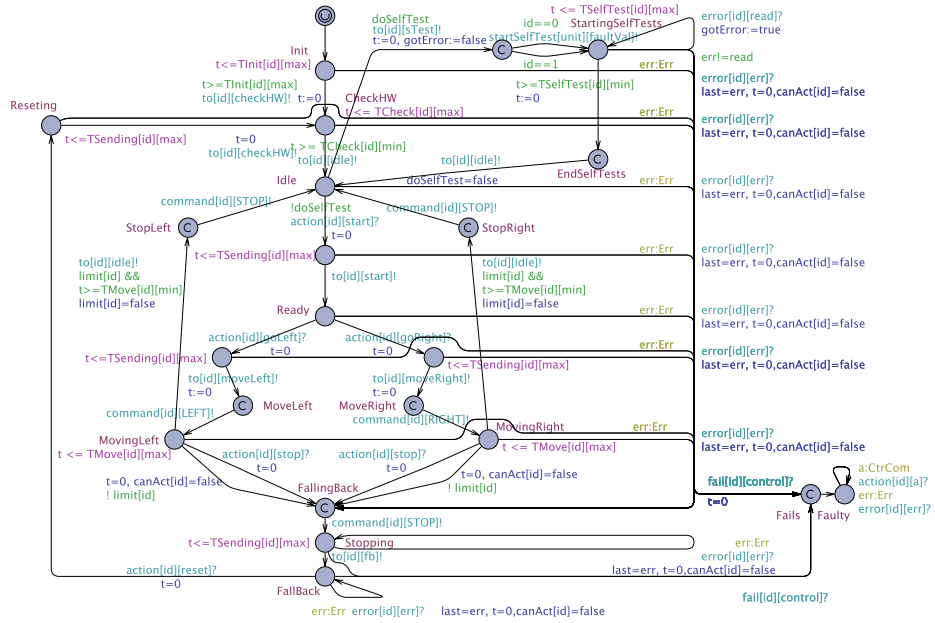 doSelfTest
to[id][sTest]!
t:=0, gotError:=false
t <= TSelfTest[id][max]
id==0
StartingSelfTests
startSelfTest[unit][faultVal]!
C
id==1
error[id][read]?
gotError:=true
Init
t<=TInit[id][max]
err!=read
err:Err
t>=TInit[id][max]
to[id][checkHW]!
t:=0
t>=TSelfTest[id][min]
t:=0
error[id][err]?
last=err, t=0,canAct[id]=false
Reseting
CheckHW
t <= TCheck[id][max]
err:Err
error[id][err]?
last=err, t=0,canAct[id]=false
t<=TSending[id][max]
t=0
to[id][checkHW]!
t >= TCheck[id][min]
to[id][idle]!
to[id][idle]!
C
EndSelfTests
Idle
doSelfTest=false
err:Err
error[id][err]?
last=err, t=0,canAct[id]=false
command[id][STOP]!
!doSelfTest
action[id][start]?
t=0
command[id][STOP]!
StopLeft
C
C
StopRight
t<=TSending[id][max]
error[id][err]?
last=err, t=0,canAct[id]=false
to[id][idle]!
limit[id] &&
t>=TMove[id][min]
limit[id]=false
to[id][start]!
to[id][idle]!
limit[id] &&
t>=TMove[id][min]
limit[id]=false
Ready
error[id][err]?
last=err, t=0,canAct[id]=false
action[id][goLeft]?
t=0
action[id][goRight]?
t=0
err:Err
t<=TSending[id][max]
t<=TSending[id][max]
error[id][err]?
last=err, t=0,canAct[id]=false
to[id][moveLeft]!
t:=0
to[id][moveRight]!
t:=0
C
MoveLeft
MoveRight
C
command[id][LEFT]!
command[id][RIGHT]!
MovingLeft
t <= TMove[id][max]
MovingRight
t <= TMove[id][max]
err:Err
error[id][err]?
last=err, t=0,canAct[id]=false
action[id][stop]?
t=0
action[id][stop]?
t=0
t=0, canAct[id]=false
! limit[id]
t=0, canAct[id]=false
! limit[id]
fail[id][control]?
t=0
a:CtrCom
action[id][a]?
err:Err
error[id][err]?
FallingBack
C
C
Fails
Faulty
command[id][STOP]!
t<=TSending[id][max]
Stopping
to[id][fb]!
err:Err
error[id][err]?
last=err, t=0,canAct[id]=false
action[id][reset]?
t=0
FallBack
fail[id][control]?
err:Err
error[id][err]?
last=err, t=0,canAct[id]=false